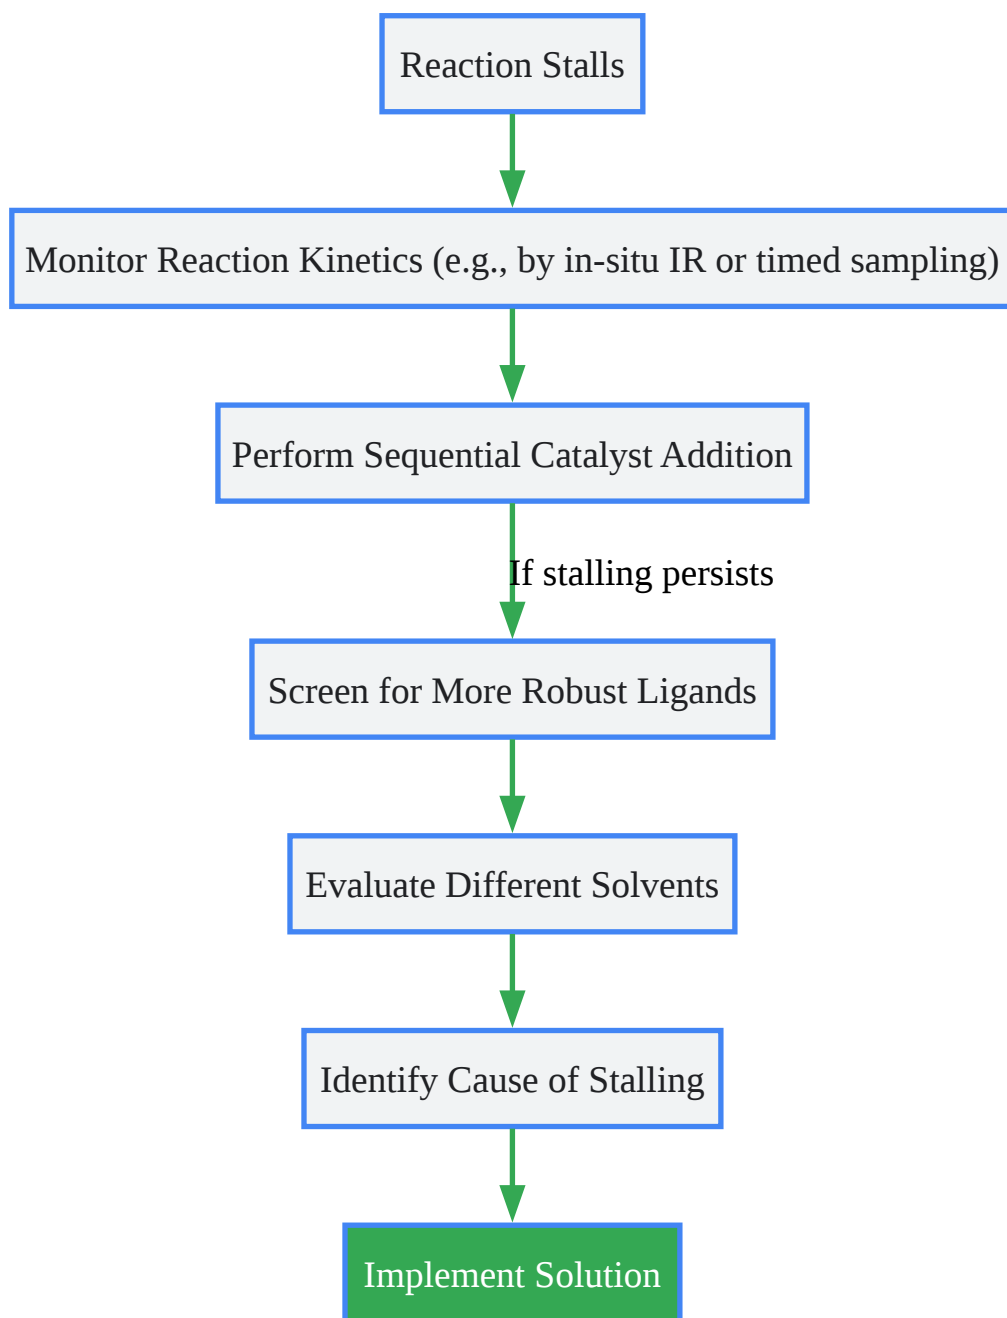 Reaction Stalls
Monitor Reaction Kinetics (e.g., by in-situ IR or timed sampling)
Perform Sequential Catalyst Addition
If stalling persists
Screen for More Robust Ligands
Evaluate Different Solvents
Identify Cause of Stalling
Implement Solution